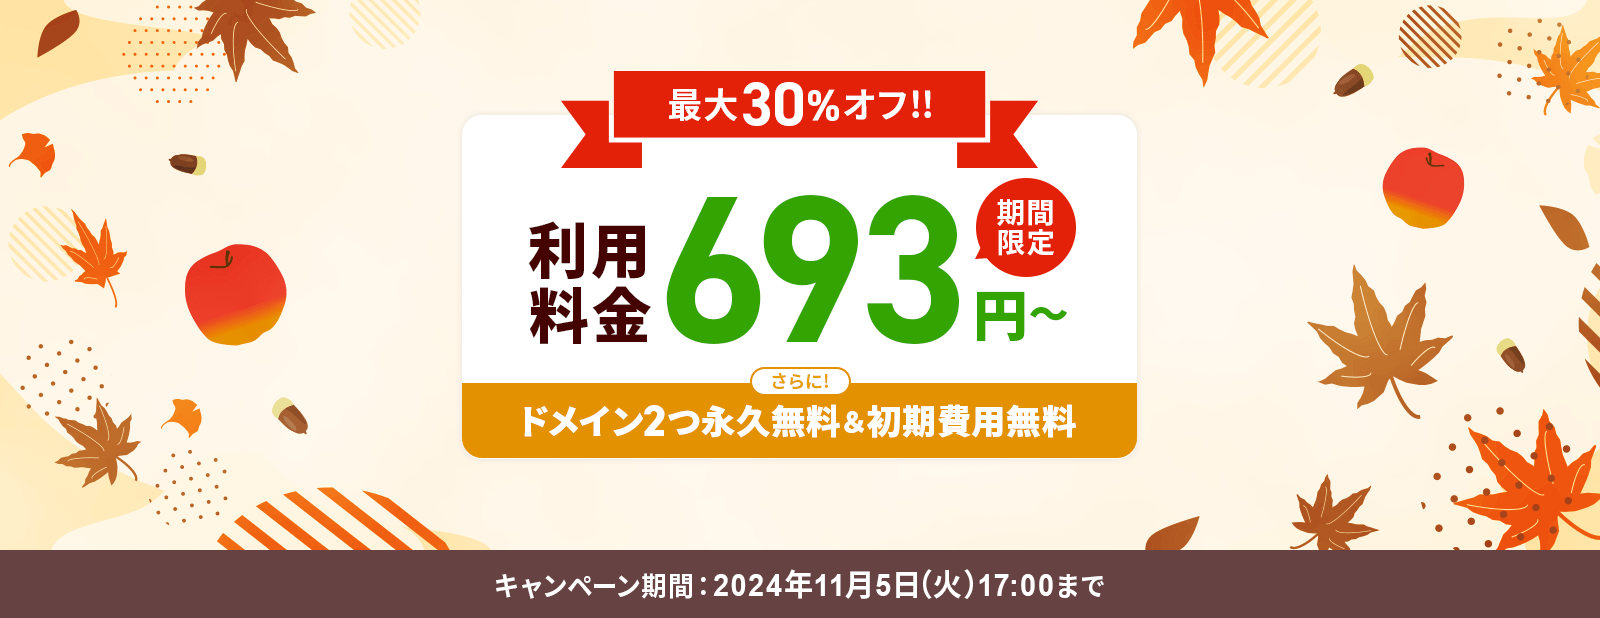 最大30%オフ!!
利用料金 693円～
期間限定
さらに!
ドメイン2つ永久無料&初期費用無料
キャンペーン期間：2024年11月5日(火)17:00まで